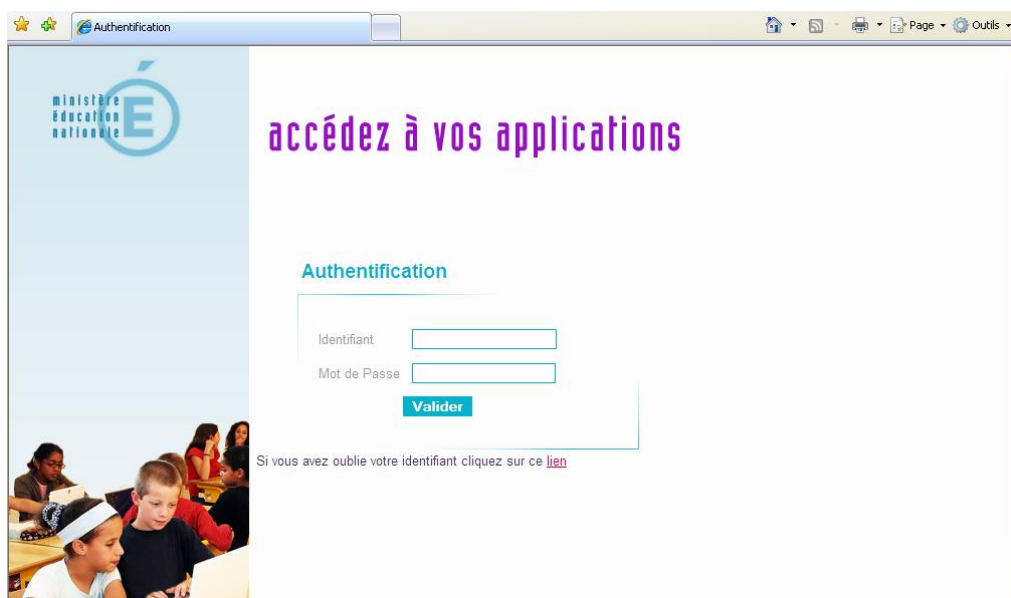 Authentification
Page
Outils
ministère
éducation
nationale
É
accédez à vos applications
Authentification
Identifiant
Mot de Passe
Valider
Si vous avez oublie votre identifiant cliquez sur ce lien